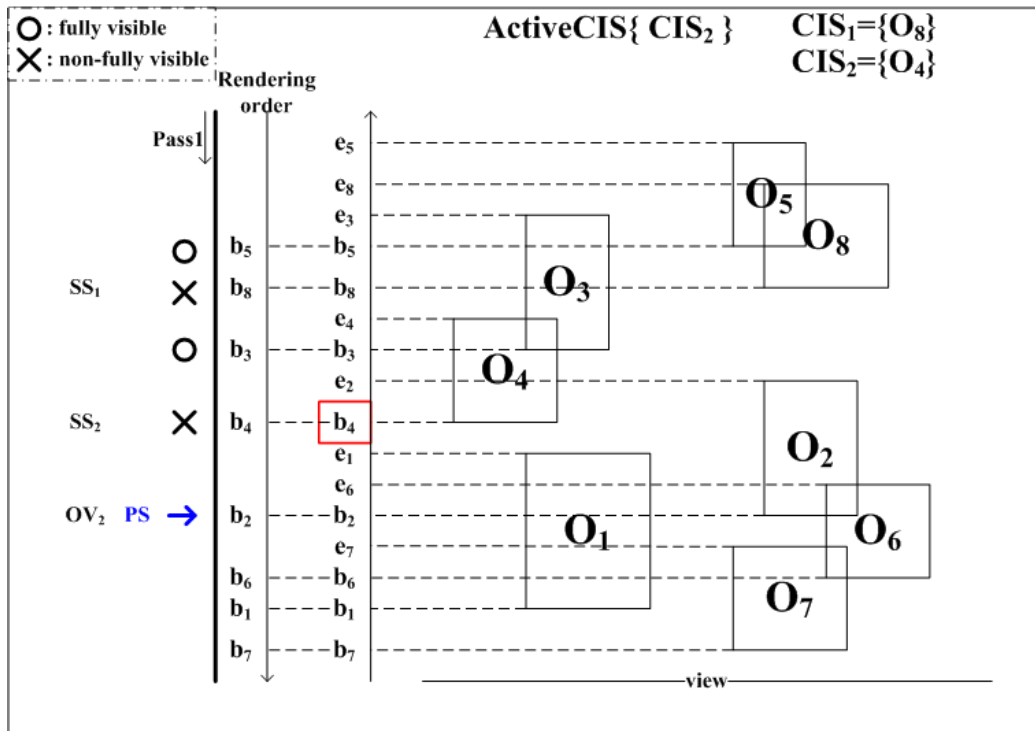 : fully visible
: non-fully visible
ActiveCIS{ CIS₂ }
CIS₁={O₈}
CIS₂={O₄}
Rendering
order
Pass1
e₅
e₈
e₃
b₅ b₅
SS₁ b₈ b₈
e₄
b₃ b₃
e₂
SS₂ b₄ b₄
e₁
e₆
OV₂ PS b₂ b₂
e₇
b₆ b₆
b₁ b₁
b₇ b₇
O₅
O₈
O₃
O₄
O₂
O₁
O₆
O₇
view